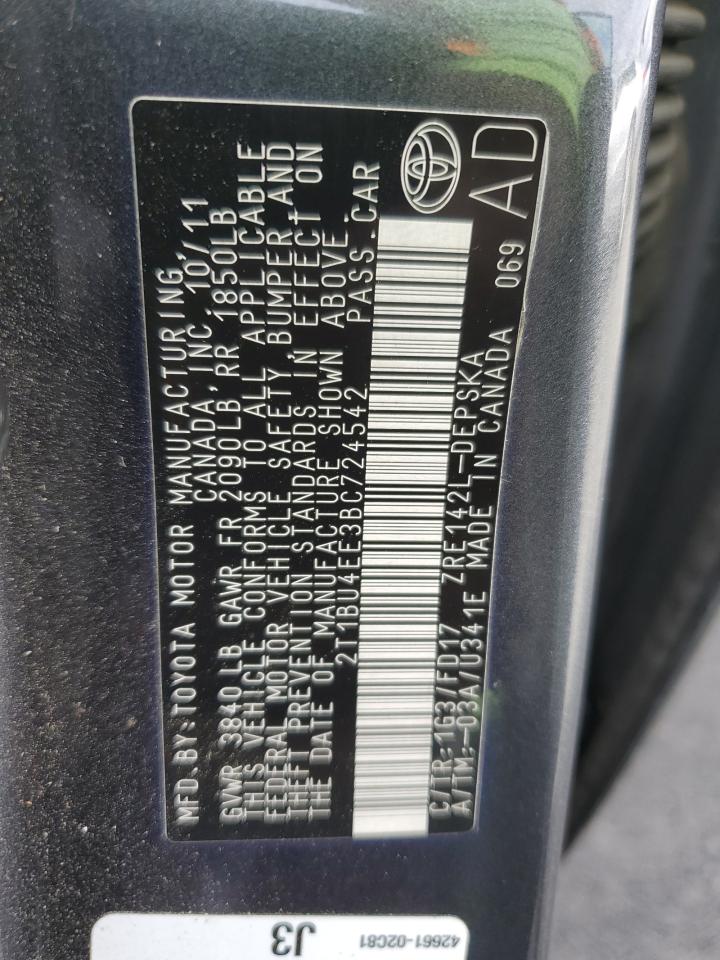 MFD.BY:TOYOTA MOTOR MANUFACTURING,
CANADA, INC. 10/11
GVWR 3840LB GAWR FR 2090LB, RR 1850LB
THIS VEHICLE CONFORMS TO ALL APPLICABLE
FEDERAL MOTOR VEHICLE SAFETY, BUMPER AND
THEFT PREVENTION STANDARDS IN EFFECT ON
THE DATE OF MANUFACTURE SHOWN ABOVE.
2T1BU4EE3BC724542 PASS.CAR
C/TR:1G3/FD17 ZRE142L-DEPSKA
A/TM:-03A/U341E MADE IN CANADA 069
AD
J3
42661-02C81